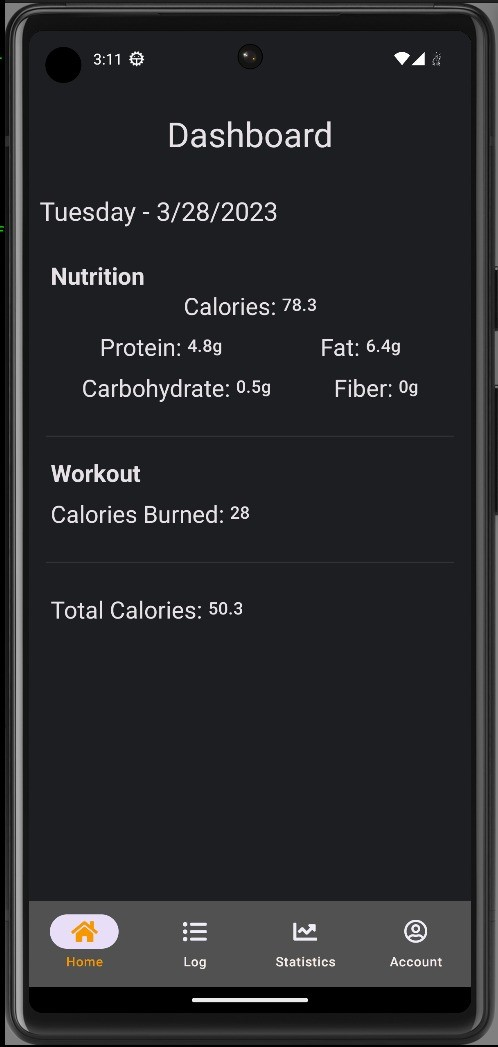 3:11
Dashboard
Tuesday - 3/28/2023
Nutrition
Calories: 78.3
Protein: 4.8g Fat: 6.4g
Carbohydrate: 0.5g Fiber: 0g
Workout
Calories Burned: 28
Total Calories: 50.3
Home Log Statistics Account